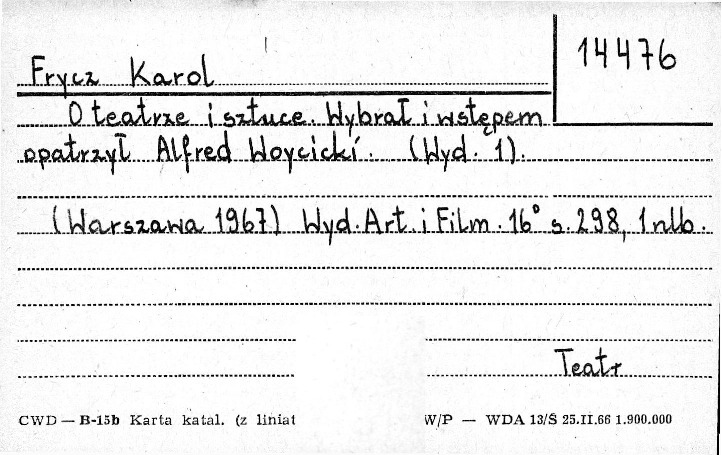 14476
Frycz Karol
O teatrze i sztuce. Wybrał i wstępem
opatrzył Alfred Woycicki. (Wyd. 1).
(Warszawa 1967) Wyd. Art. i Film. 16° s. 298, 1 nlb.
Teatr
CWD — B-15b Karta katal. (z liniat W/P — WDA 13/S 25.II.66 1.900.000